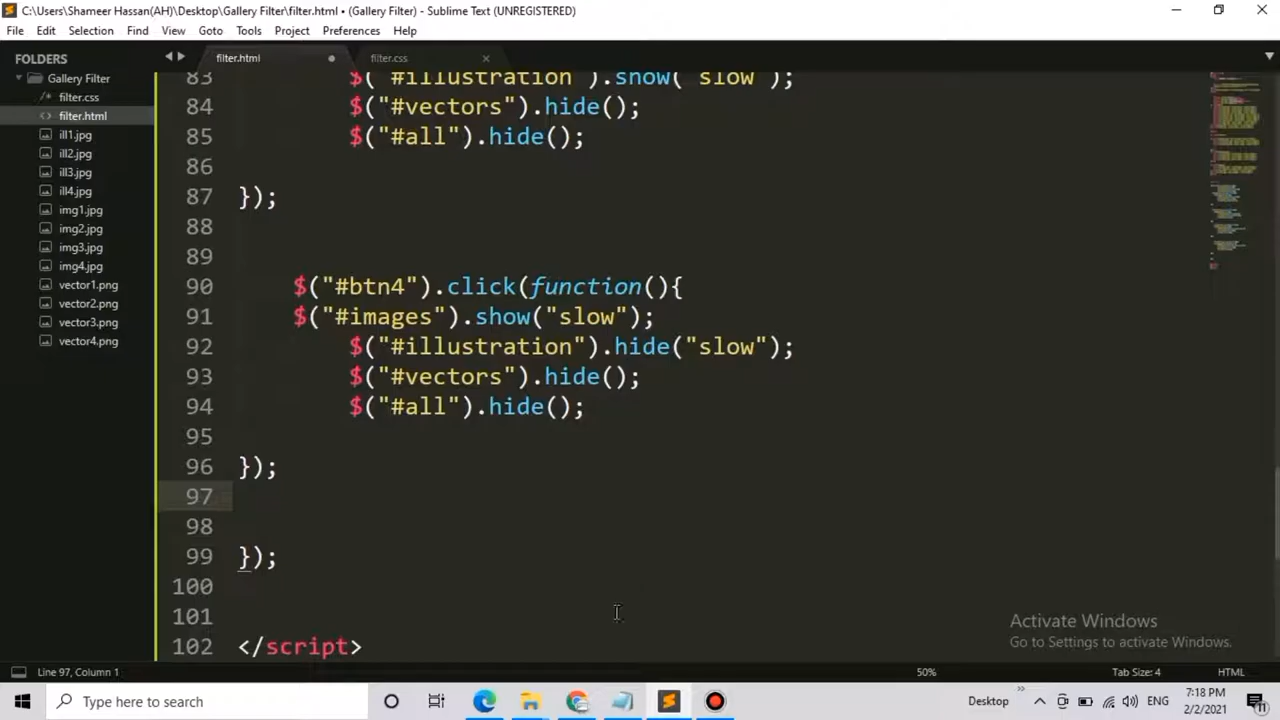 C:\Users\Shameer Hassan(AH)\Desktop\Gallery Filter\filter.html • (Gallery Filter) - Sublime Text (UNREGISTERED)
File Edit Selection Find View Goto Tools Project Preferences Help
FOLDERS
Gallery Filter
filter.css
filter.html
ill1.jpg
ill2.jpg
ill3.jpg
ill4.jpg
img1.jpg
img2.jpg
img3.jpg
img4.jpg
vector1.png
vector2.png
vector3.png
vector4.png
filter.html filter.css
83 $("#illustration").show("slow");
84 $("#vectors").hide();
85 $("#all").hide();
86
87 });
88
89
90 $("#btn4").click(function(){
91 $("#images").show("slow");
92 $("#illustration").hide("slow");
93 $("#vectors").hide();
94 $("#all").hide();
95
96 });
97
98
99 });
100
101
102 </script>
Activate Windows
Go to Settings to activate Windows.
Line 97, Column 1 50% Tab Size: 4 HTML
Type here to search Desktop ENG 7:18 PM
2/2/2021